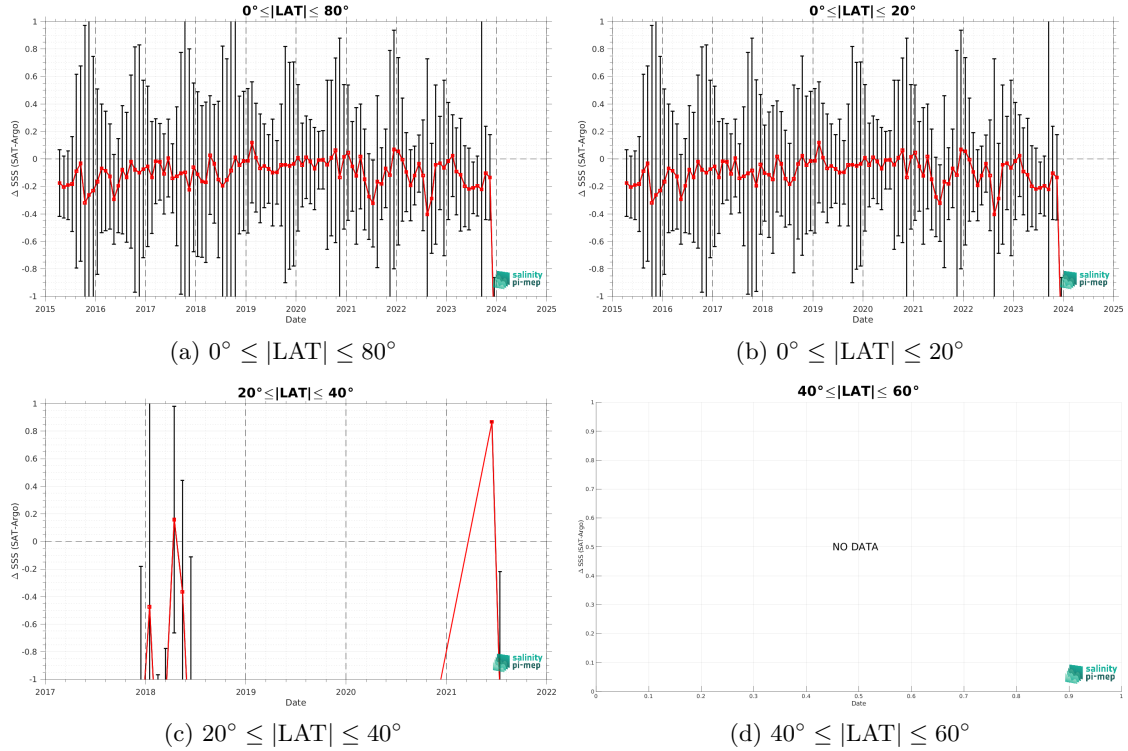 0°≤|LAT|≤ 80°
Δ SSS (SAT-Argo)
1
0.8
0.6
0.4
0.2
0
-0.2
-0.4
-0.6
-0.8
-1
2015 2016 2017 2018 2019 2020 2021 2022 2023 2024 2025
Date
salinity
pi-mep
(a) 0° ≤ |LAT| ≤ 80°
0°≤|LAT|≤ 20°
Δ SSS (SAT-Argo)
1
0.8
0.6
0.4
0.2
0
-0.2
-0.4
-0.6
-0.8
-1
2015 2016 2017 2018 2019 2020 2021 2022 2023 2024 2025
Date
salinity
pi-mep
(b) 0° ≤ |LAT| ≤ 20°
20°≤|LAT|≤ 40°
Δ SSS (SAT-Argo)
1
0.8
0.6
0.4
0.2
0
-0.2
-0.4
-0.6
-0.8
-1
2017 2018 2019 2020 2021 2022
Date
salinity
pi-mep
(c) 20° ≤ |LAT| ≤ 40°
40°≤|LAT|≤ 60°
Δ SSS (SAT-Argo)
1
0.9
0.8
0.7
0.6
0.5
0.4
0.3
0.2
0.1
0
NO DATA
0 0.1 0.2 0.3 0.4 0.5 0.6 0.7 0.8 0.9 1
Date
salinity
pi-mep
(d) 40° ≤ |LAT| ≤ 60°